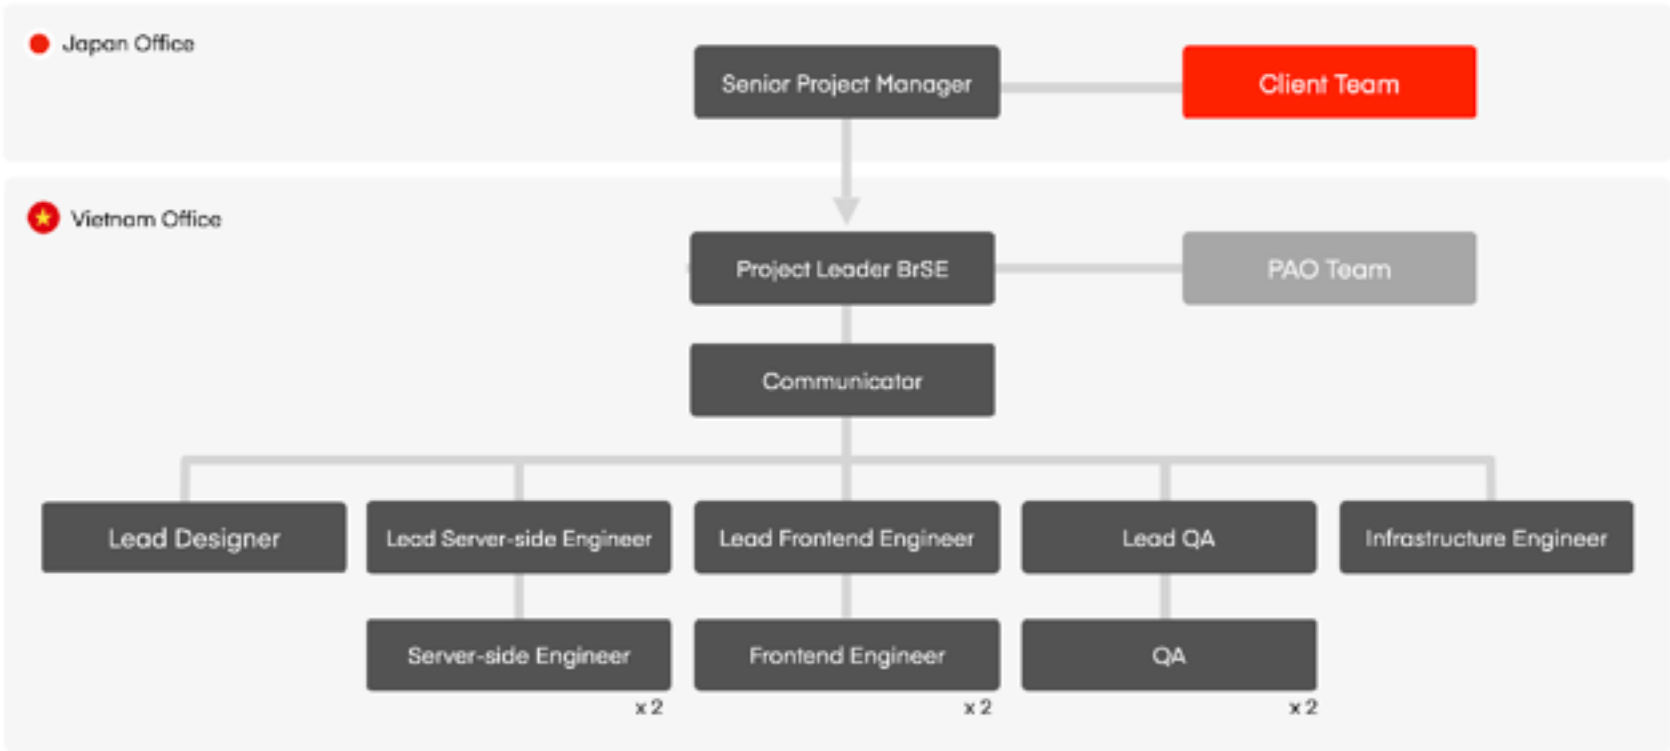 Japan Office
Senior Project Manager
Client Team
Vietnam Office
Project Leader BrSE
PAO Team
Communicator
Lead Designer
Lead Server-side Engineer
Lead Frontend Engineer
Lead QA
Infrastructure Engineer
Server-side Engineer
Frontend Engineer
QA
x 2
x 2
x 2